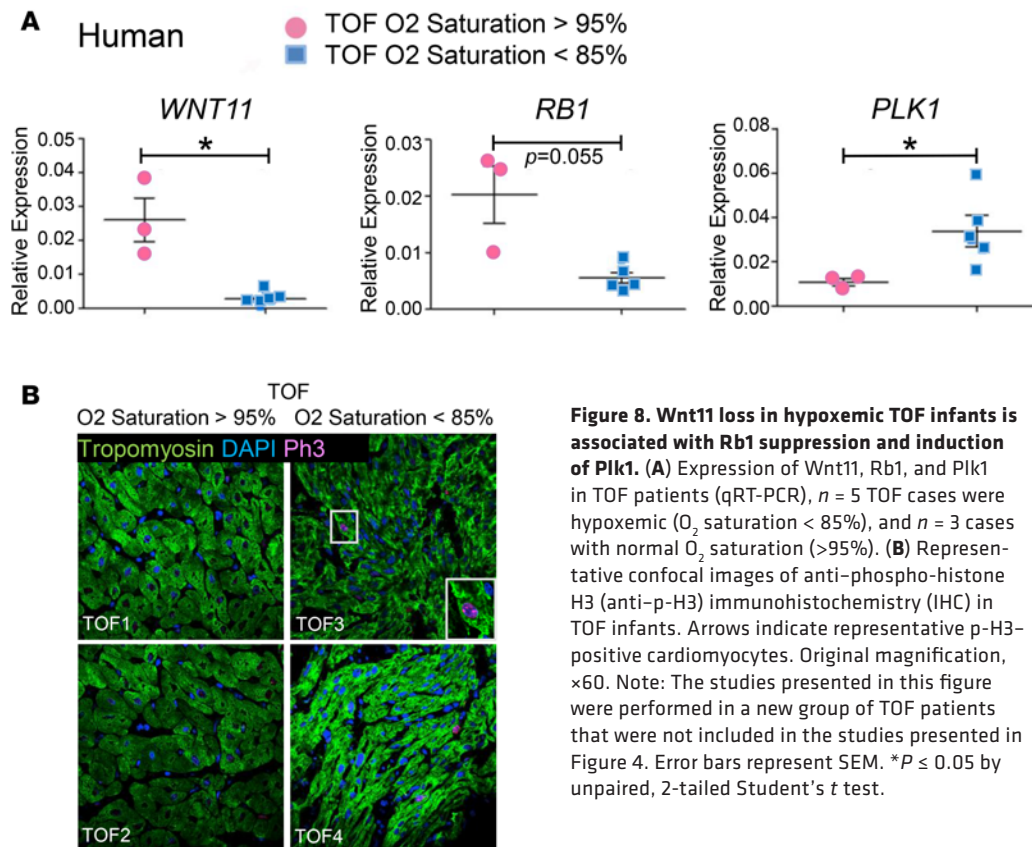 A
Human
TOF O2 Saturation > 95%
TOF O2 Saturation < 85%
WNT11
*
Relative Expression
0.05
0.04
0.03
0.02
0.01
0.00
RB1
p=0.055
Relative Expression
0.03
0.02
0.01
0.00
PLK1
*
Relative Expression
0.08
0.06
0.04
0.02
0.00
B
TOF
O2 Saturation > 95% O2 Saturation < 85%
Tropomyosin DAPI Ph3
TOF1
TOF3
TOF2
TOF4
Figure 8. Wnt11 loss in hypoxemic TOF infants is
associated with Rb1 suppression and induction
of Plk1. (A) Expression of Wnt11, Rb1, and Plk1
in TOF patients (qRT-PCR), n = 5 TOF cases were
hypoxemic (O₂ saturation < 85%), and n = 3 cases
with normal O₂ saturation (>95%). (B) Represen-
tative confocal images of anti–phospho-histone
H3 (anti–p-H3) immunohistochemistry (IHC) in
TOF infants. Arrows indicate representative p-H3–
positive cardiomyocytes. Original magnification,
×60. Note: The studies presented in this figure
were performed in a new group of TOF patients
that were not included in the studies presented in
Figure 4. Error bars represent SEM. *P ≤ 0.05 by
unpaired, 2-tailed Student's t test.